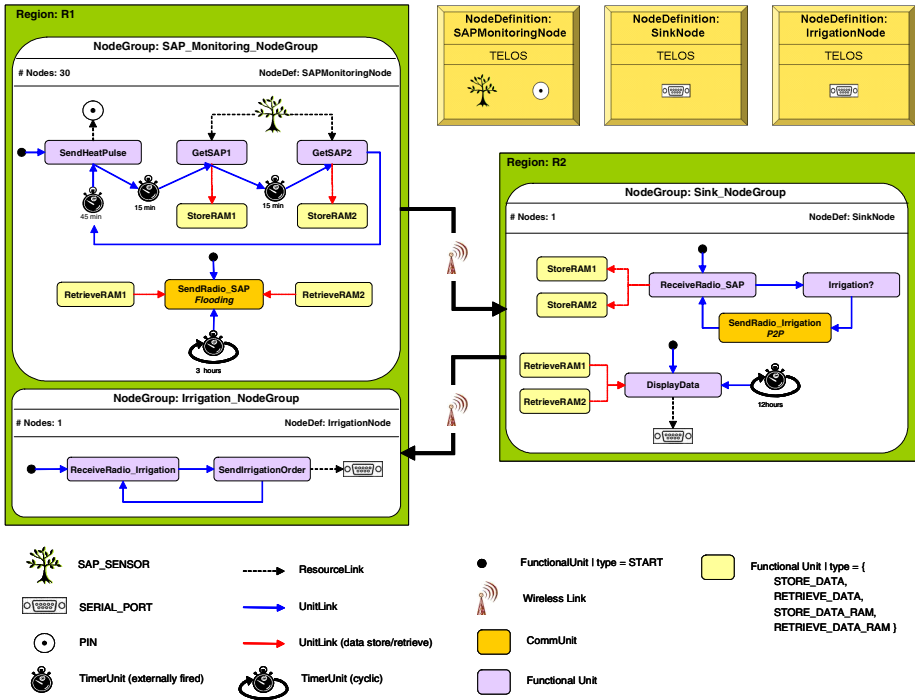 Region: R1
NodeGroup: SAP_Monitoring_NodeGroup
# Nodes: 30
NodeDef: SAPMonitoringNode
SendHeatPulse
GetSAP1
GetSAP2
45 min
15 min
15 min
StoreRAM1
StoreRAM2
RetrieveRAM1
SendRadio_SAP
Flooding
RetrieveRAM2
3 hours
NodeGroup: Irrigation_NodeGroup
# Nodes: 1
NodeDef: IrrigationNode
ReceiveRadio_Irrigation
SendIrrigationOrder
NodeDefinition:
SAPMonitoringNode
TELOS
NodeDefinition:
SinkNode
TELOS
NodeDefinition:
IrrigationNode
TELOS
Region: R2
NodeGroup: Sink_NodeGroup
# Nodes: 1
NodeDef: SinkNode
StoreRAM1
StoreRAM2
ReceiveRadio_SAP
Irrigation?
SendRadio_Irrigation
P2P
RetrieveRAM1
RetrieveRAM2
DisplayData
12hours
SAP_SENSOR
SERIAL_PORT
PIN
TimerUnit (externally fired)
ResourceLink
UnitLink
UnitLink (data store/retrieve)
TimerUnit (cyclic)
FunctionalUnit | type = START
Wireless Link
CommUnit
Functional Unit
Functional Unit | type = {
STORE_DATA,
RETRIEVE_DATA,
STORE_DATA_RAM,
RETRIEVE_DATA_RAM }